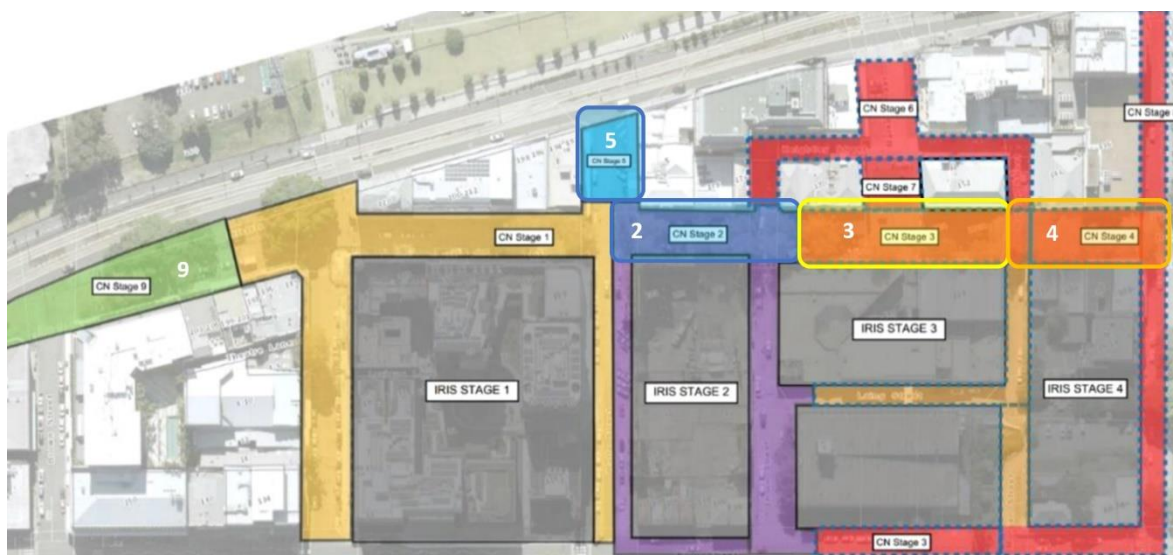 CN Stage 6
CN Stage
5
CN Stage 5
CN Stage 7
CN Stage 1
2
CN Stage 2
3
CN Stage 3
4
CN Stage 4
9
CN Stage 9
IRIS STAGE 1
IRIS STAGE 2
IRIS STAGE 3
IRIS STAGE 4
CN Stage 3